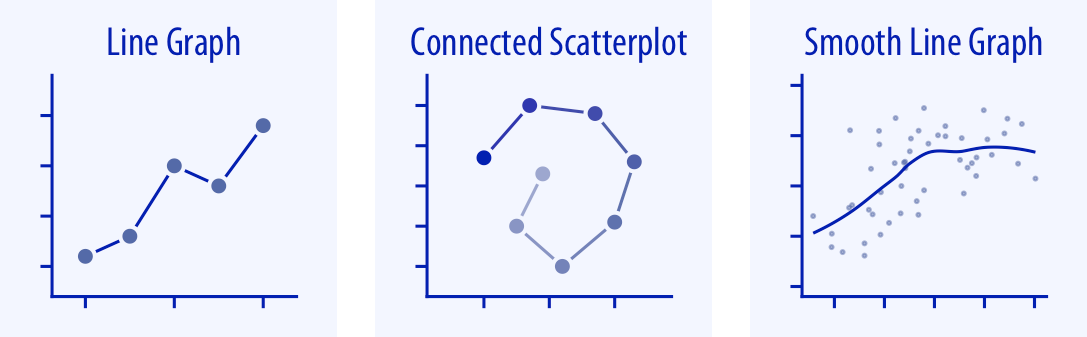 Line Graph
Connected Scatterplot
Smooth Line Graph